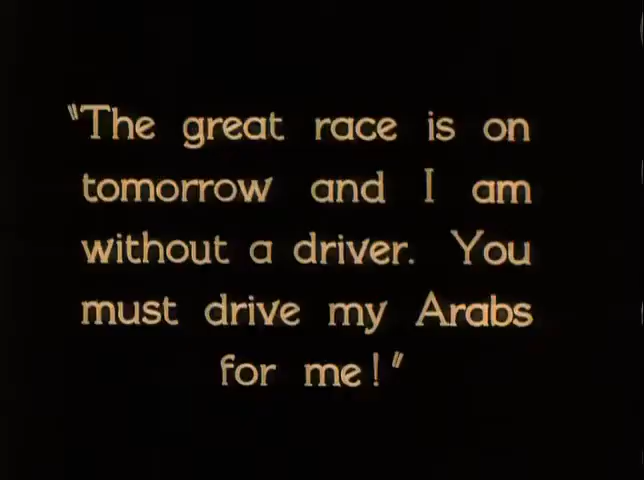 "The great race is on
tomorrow and I am
without a driver. You
must drive my Arabs
for me!"